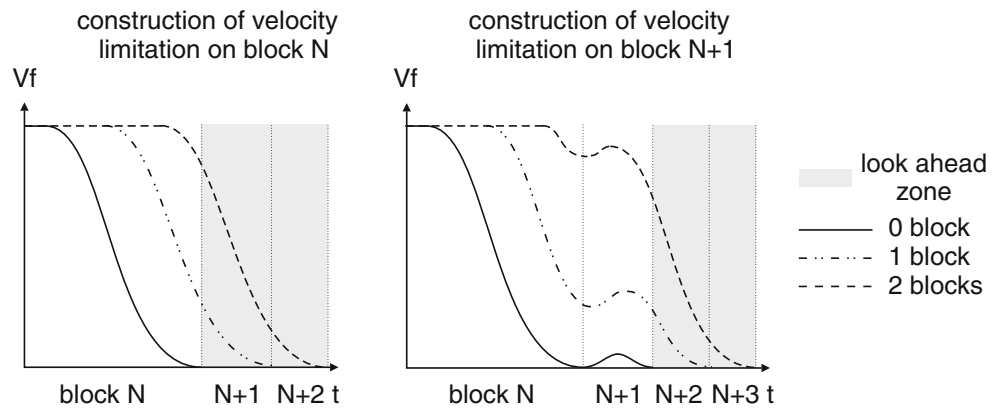 construction of velocity
limitation on block N
Vf
block N
N+1
N+2
t
construction of velocity
limitation on block N+1
Vf
block N
N+1
N+2
N+3
t
look ahead
zone
0 block
1 block
2 blocks